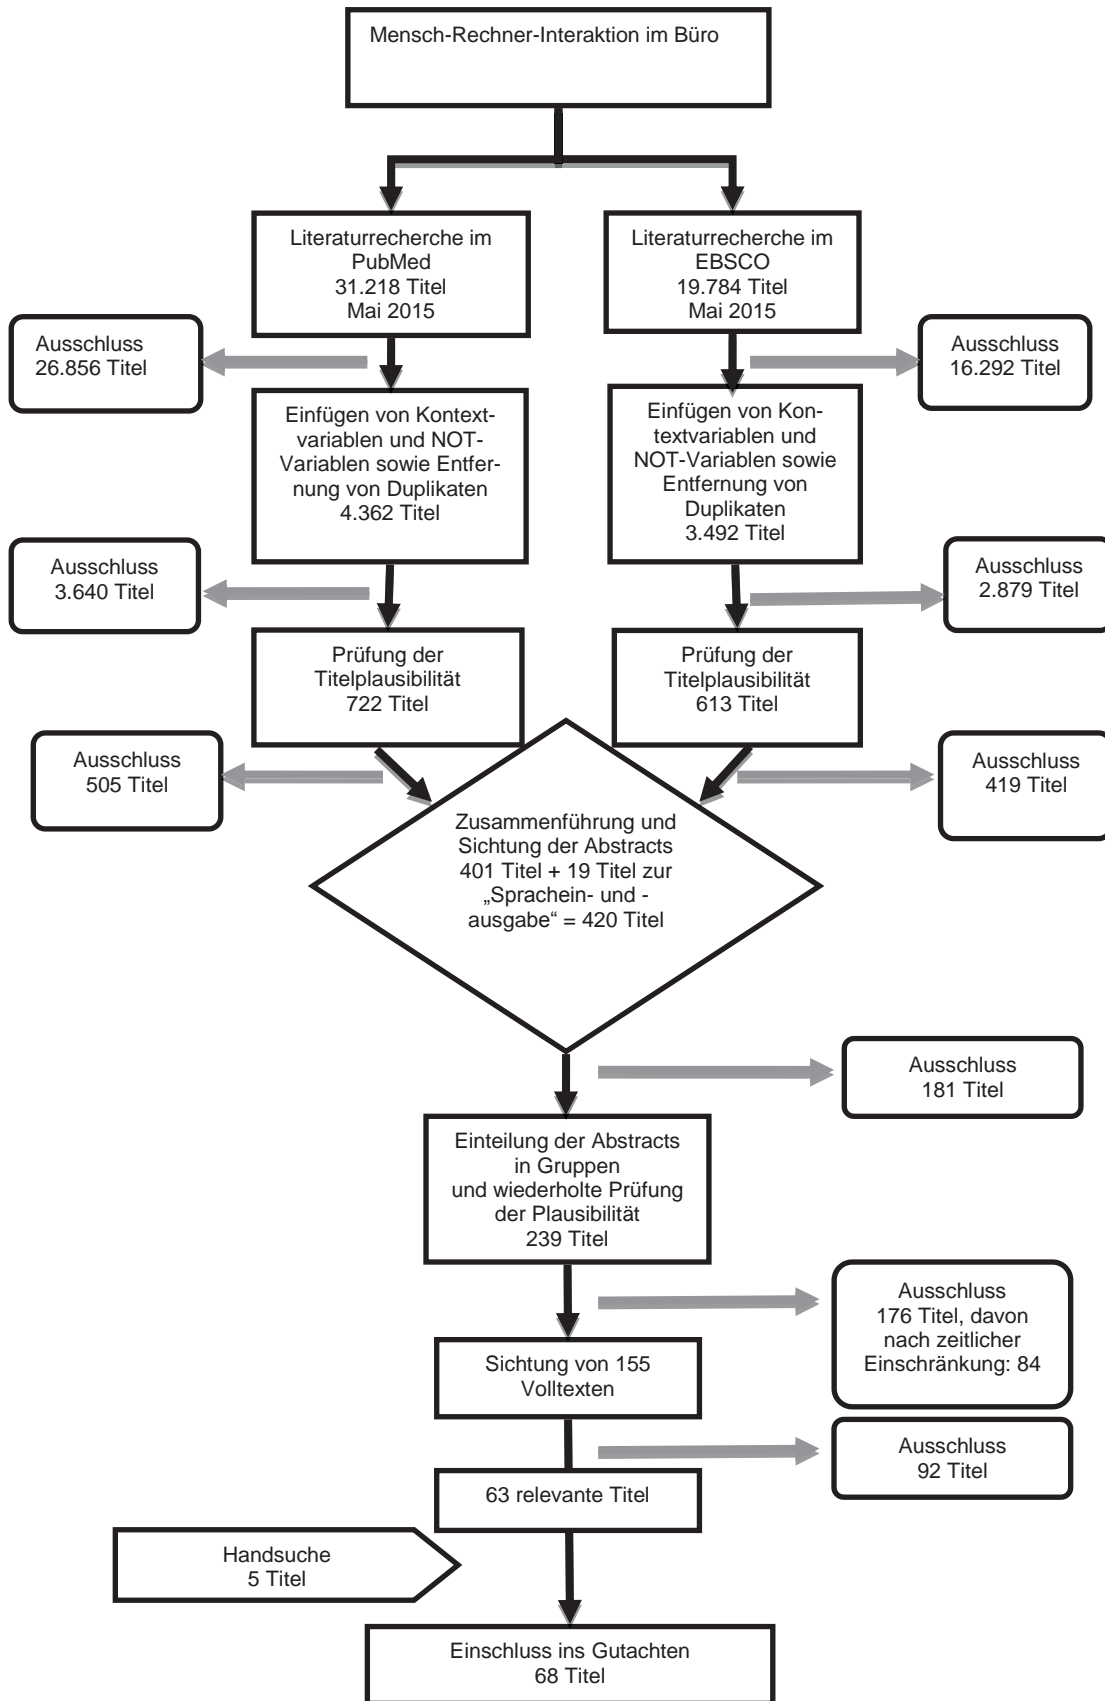 Mensch-Rechner-Interaktion im Büro
Literaturrecherche im
PubMed
31.218 Titel
Mai 2015
Literaturrecherche im
EBSCO
19.784 Titel
Mai 2015
Ausschluss
26.856 Titel
Ausschluss
16.292 Titel
Einfügen von Kontext-
variablen und NOT-
Variablen sowie Entfer-
nung von Duplikaten
4.362 Titel
Einfügen von Kon-
textvariablen und
NOT-Variablen sowie
Entfernung von
Duplikaten
3.492 Titel
Ausschluss
3.640 Titel
Ausschluss
2.879 Titel
Prüfung der
Titelplausibilität
722 Titel
Prüfung der
Titelplausibilität
613 Titel
Ausschluss
505 Titel
Ausschluss
419 Titel
Zusammenführung und
Sichtung der Abstracts
401 Titel + 19 Titel zur
„Sprachein- und -
ausgabe“ = 420 Titel
Ausschluss
181 Titel
Einteilung der Abstracts
in Gruppen
und wiederholte Prüfung
der Plausibilität
239 Titel
Ausschluss
176 Titel, davon
nach zeitlicher
Einschränkung: 84
Sichtung von 155
Volltexten
Ausschluss
92 Titel
63 relevante Titel
Handsuche
5 Titel
Einschluss ins Gutachten
68 Titel